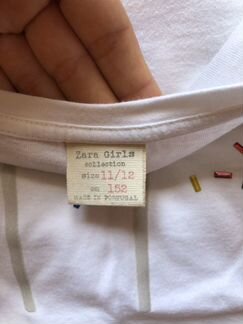 Zara Girls
collection
size 11/12
cm 152
MADE IN PORTUGAL